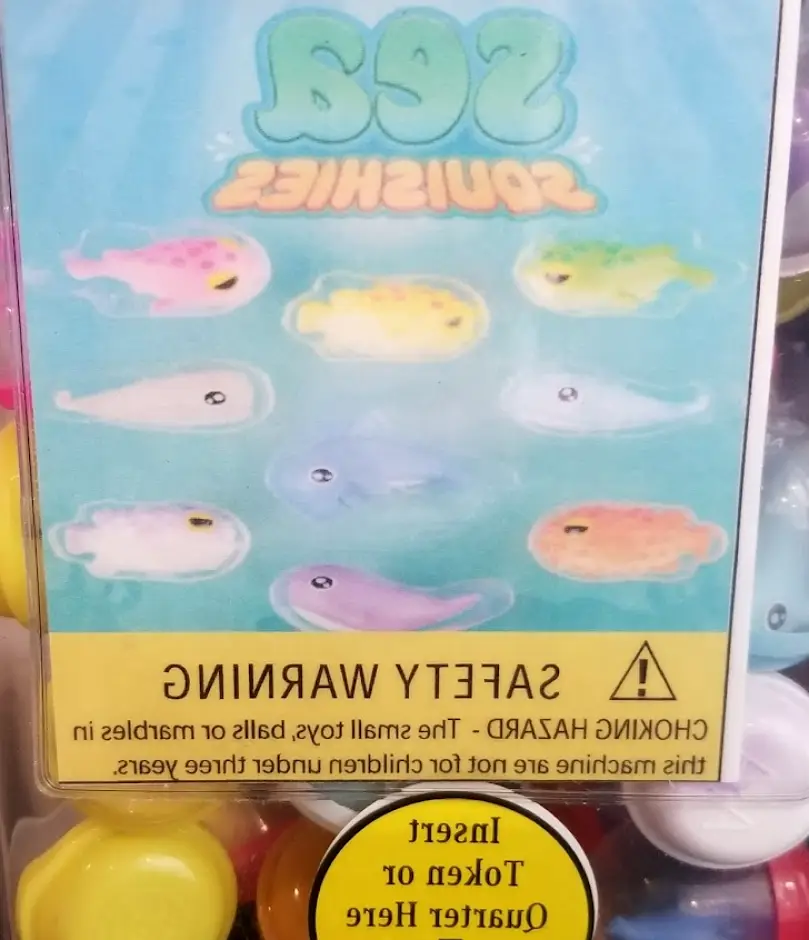 sea
SQUISHIES
SAFETY WARNING
CHOKING HAZARD - The small toys, balls or marbles in
this machine are not for children under three years.
Insert
Token or
Quarter Here